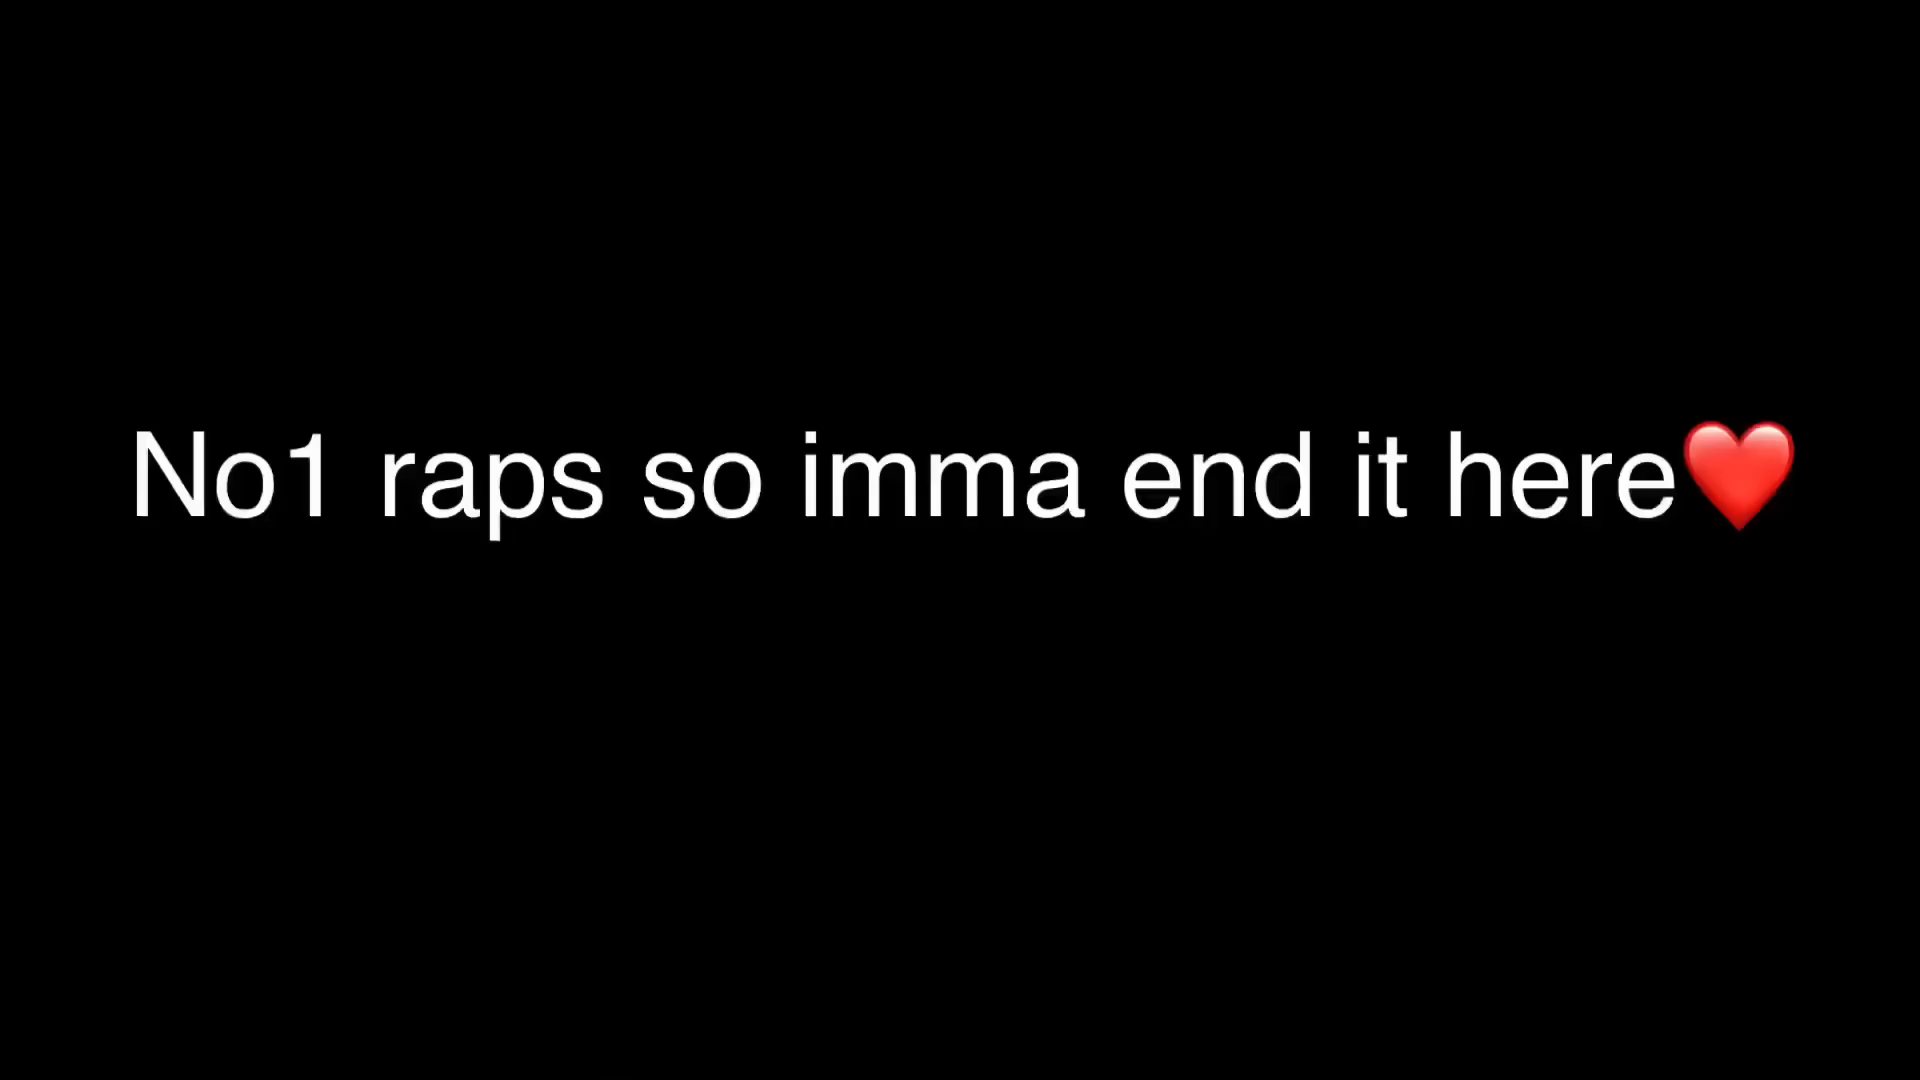 No1 raps so imma end it here❤️